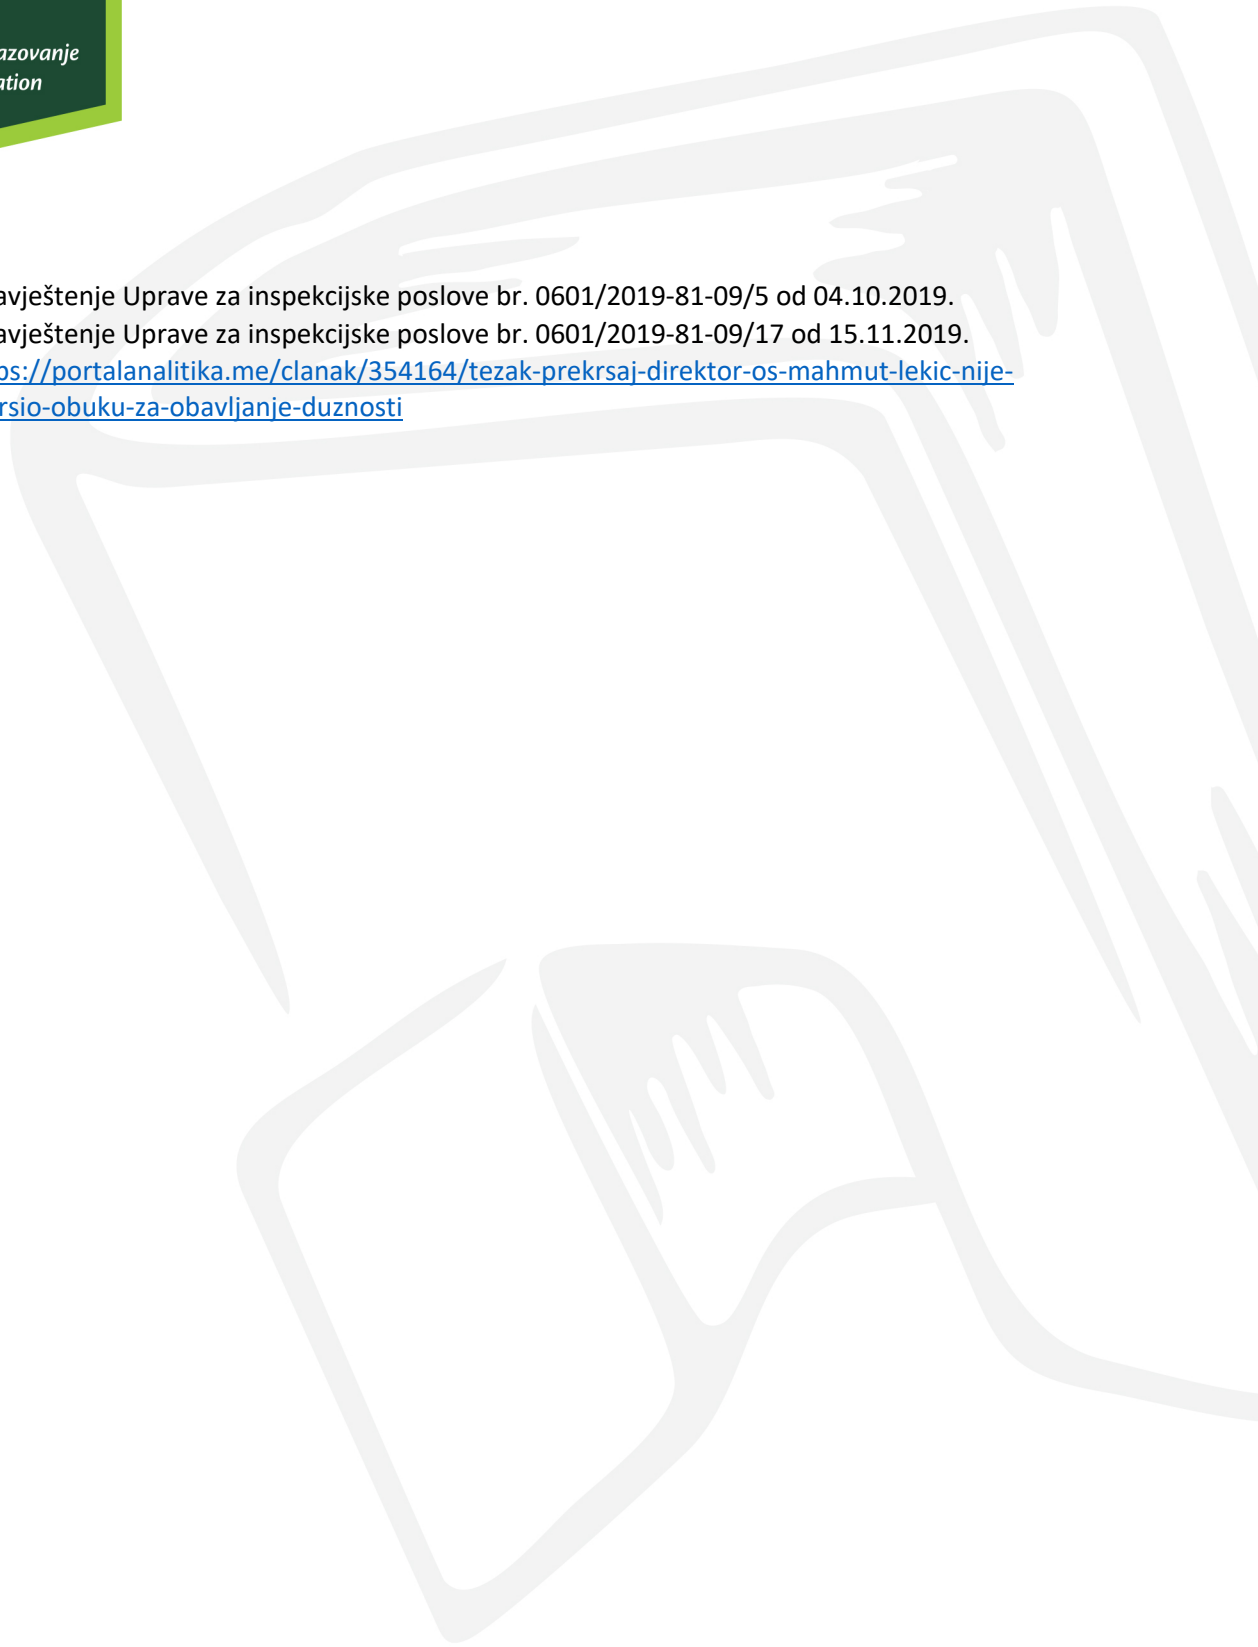 azovanje
ation
avještenje Uprave za inspekcijske poslove br. 0601/2019-81-09/5 od 04.10.2019.
avještenje Uprave za inspekcijske poslove br. 0601/2019-81-09/17 od 15.11.2019.
ps://portalanalitika.me/clanak/354164/tezak-prekrsaj-direktor-os-mahmut-lekic-nije-
rsio-obuku-za-obavljanje-duznosti